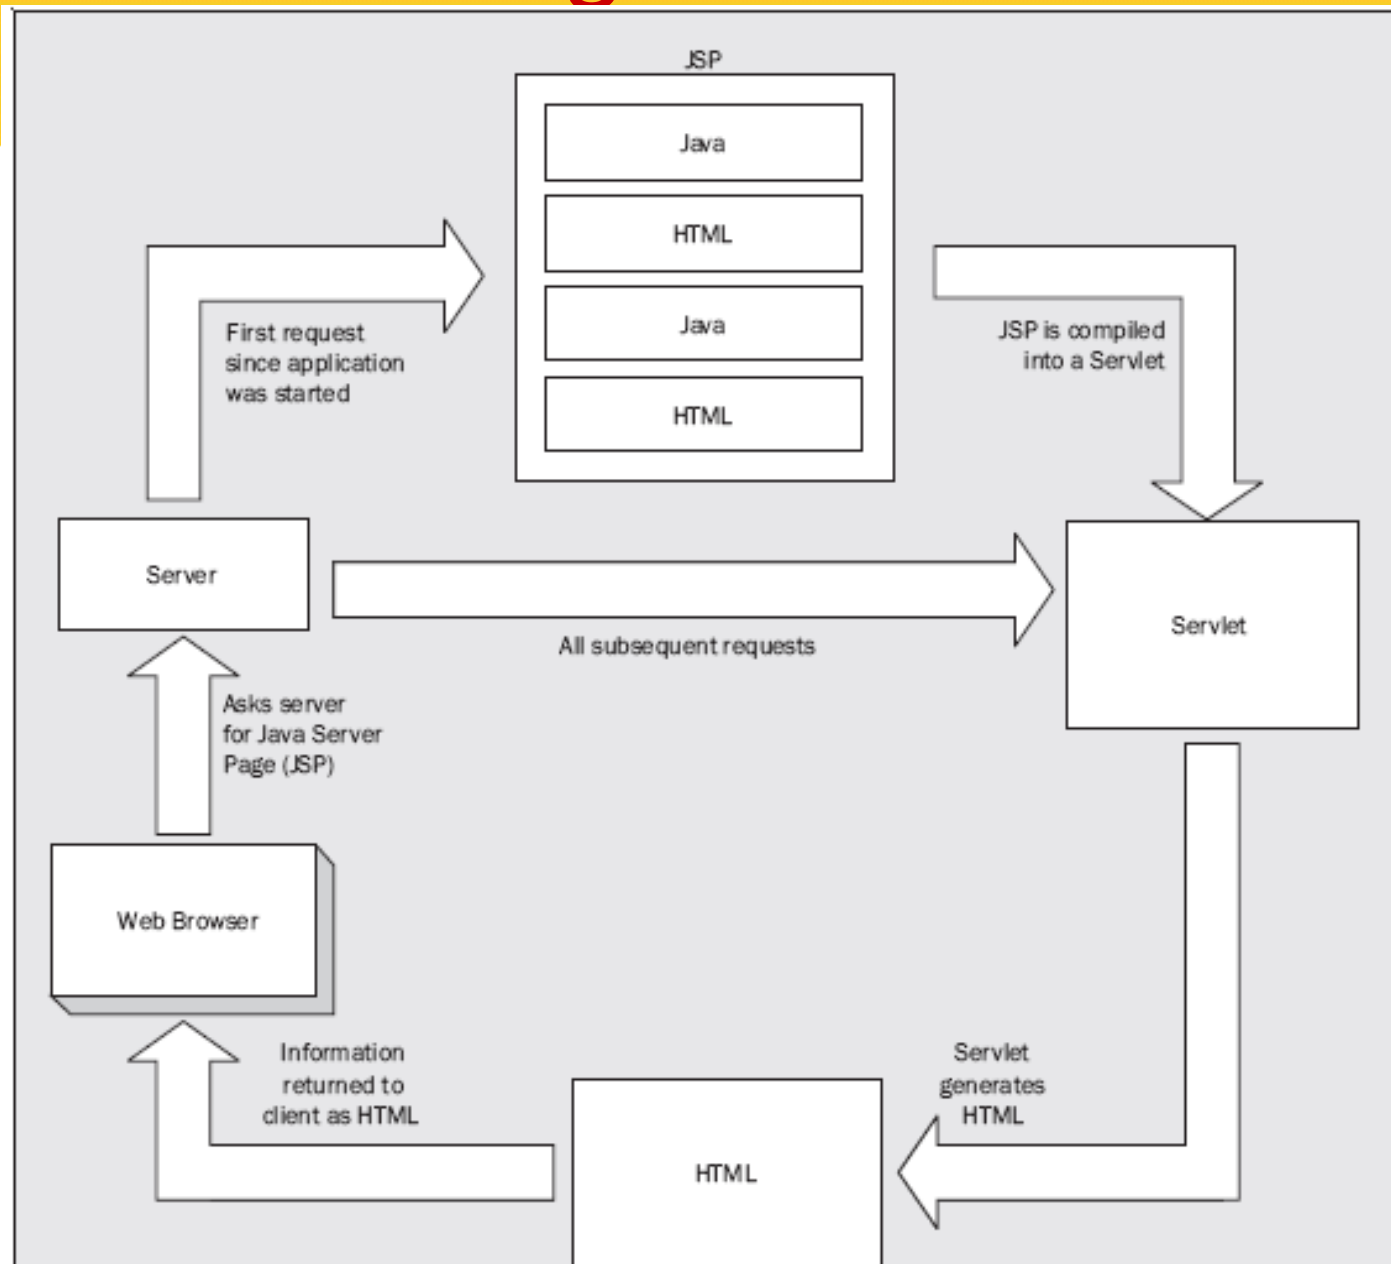 JSP
Java
HTML
Java
HTML
First request
since application
was started
JSP is compiled
into a Servlet
Server
All subsequent requests
Servlet
Asks server
for Java Server
Page (JSP)
Web Browser
Information
returned to
client as HTML
Servlet
generates
HTML
HTML